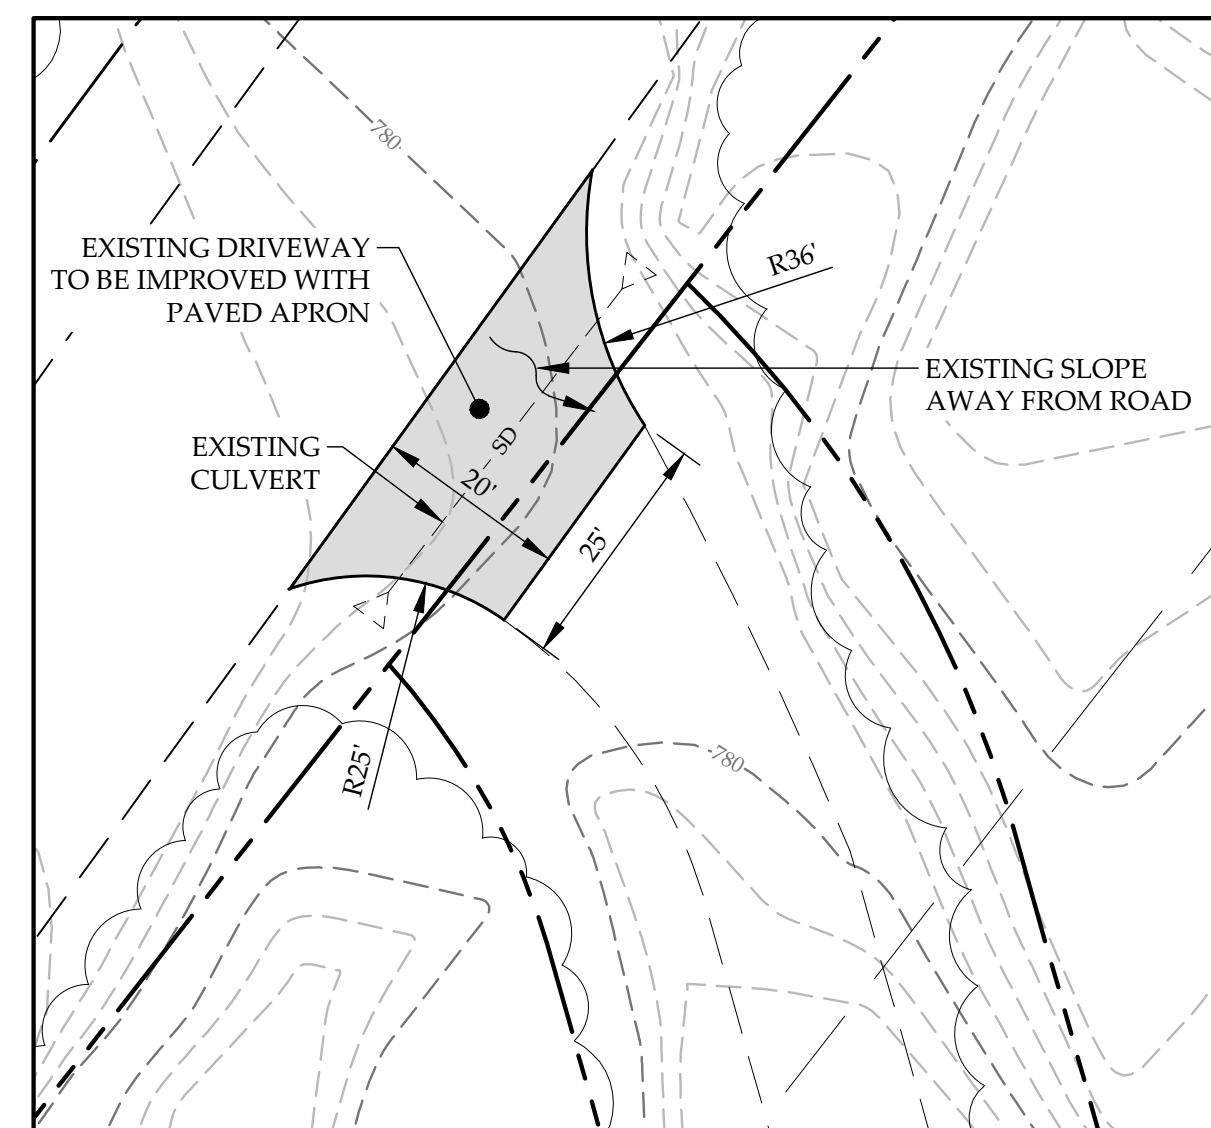 780
EXISTING DRIVEWAY
TO BE IMPROVED WITH
PAVED APRON
R36'
EXISTING SLOPE
AWAY FROM ROAD
EXISTING
CULVERT
SD
20'
25'
R25'
780